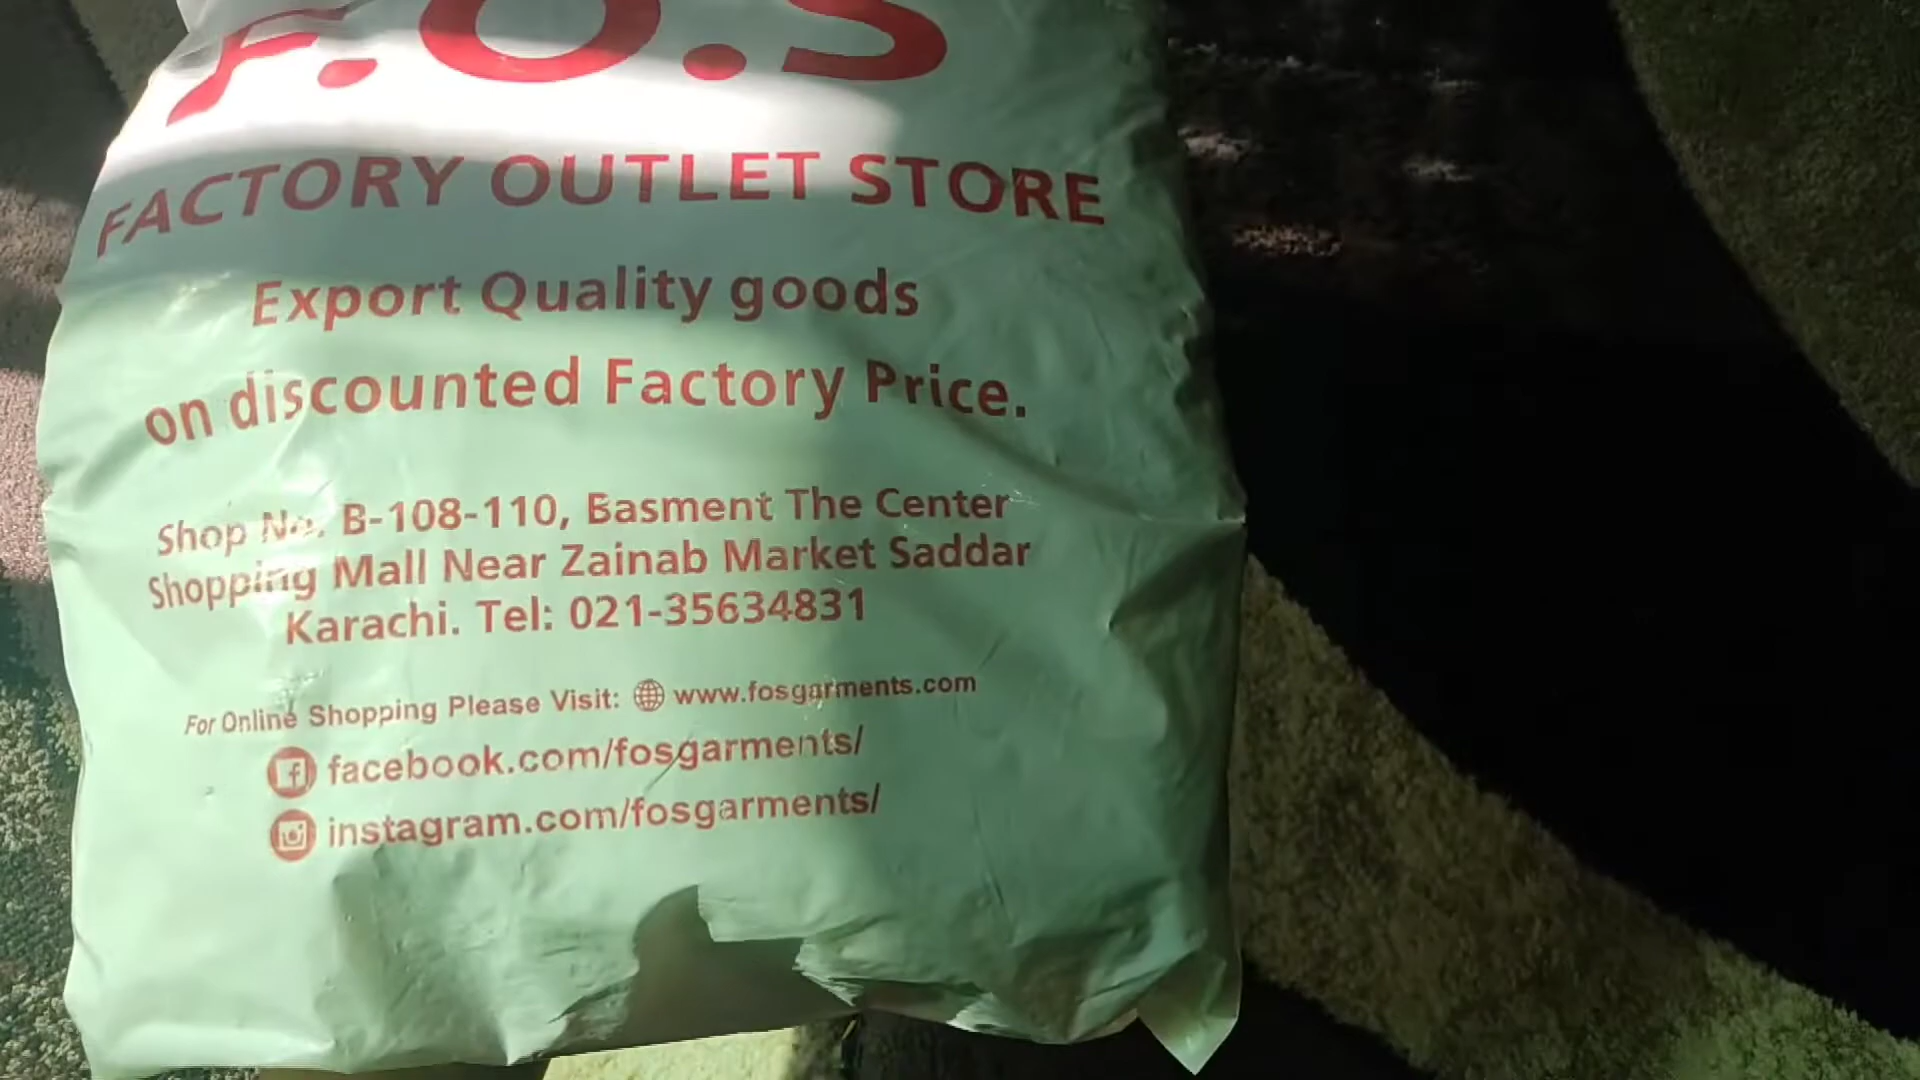 F.O.S
FACTORY OUTLET STORE
Export Quality goods
on discounted Factory Price.
Shop No. B-108-110, Basment The Center
Shopping Mall Near Zainab Market Saddar
Karachi. Tel: 021-35634831
For Online Shopping Please Visit: www.fosgarments.com
facebook.com/fosgarments/
instagram.com/fosgarments/